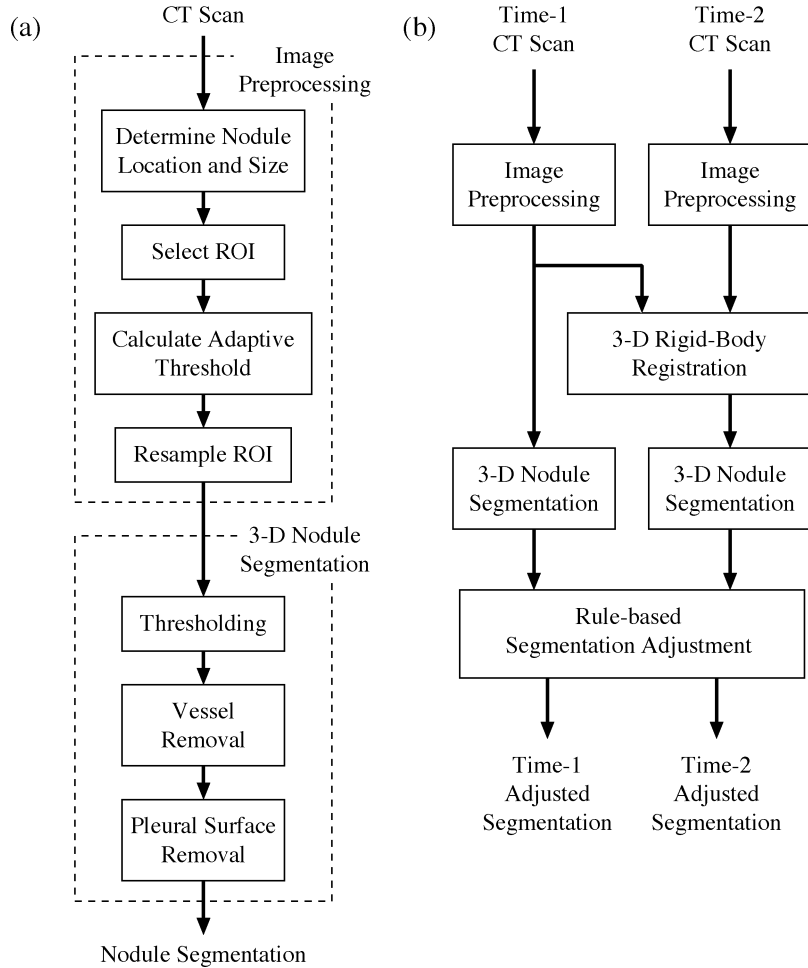 (a)
CT Scan
Image
Preprocessing
Determine Nodule
Location and Size
Select ROI
Calculate Adaptive
Threshold
Resample ROI
3-D Nodule
Segmentation
Thresholding
Vessel
Removal
Pleural Surface
Removal
Nodule Segmentation
(b)
Time-1
CT Scan
Time-2
CT Scan
Image
Preprocessing
Image
Preprocessing
3-D Rigid-Body
Registration
3-D Nodule
Segmentation
3-D Nodule
Segmentation
Rule-based
Segmentation Adjustment
Time-1
Adjusted
Segmentation
Time-2
Adjusted
Segmentation